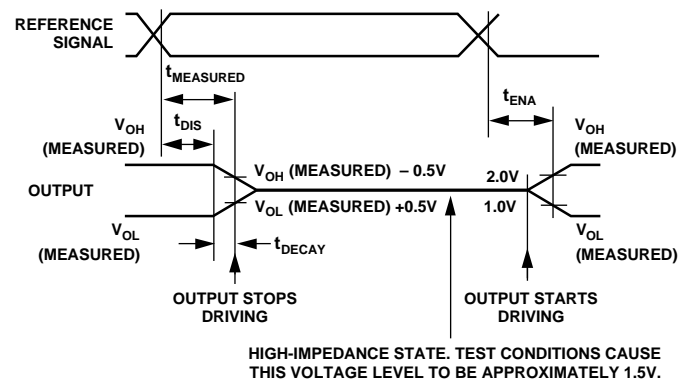 REFERENCE
SIGNAL
tMEASURED
tENA
tDIS
VOH
(MEASURED)
VOH
(MEASURED)
VOH (MEASURED) – 0.5V
2.0V
OUTPUT
VOL (MEASURED) +0.5V
1.0V
VOL
(MEASURED)
VOL
(MEASURED)
tDECAY
OUTPUT STOPS
DRIVING
OUTPUT STARTS
DRIVING
HIGH-IMPEDANCE STATE. TEST CONDITIONS CAUSE
THIS VOLTAGE LEVEL TO BE APPROXIMATELY 1.5V.